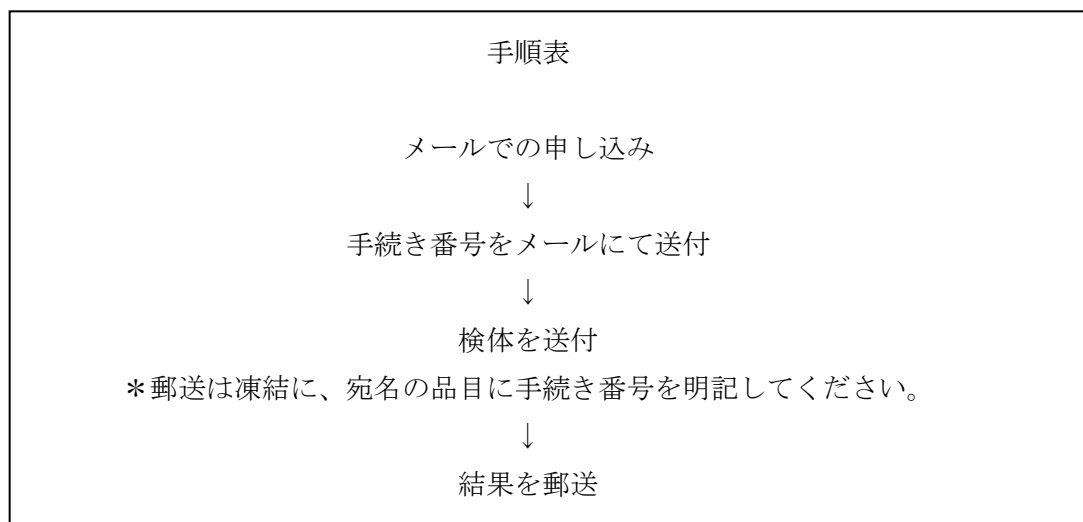 手順表
メールでの申し込み
↓
手続き番号をメールにて送付
↓
検体を送付
＊郵送は凍結に、宛名の品目に手続き番号を明記してください。
↓
結果を郵送